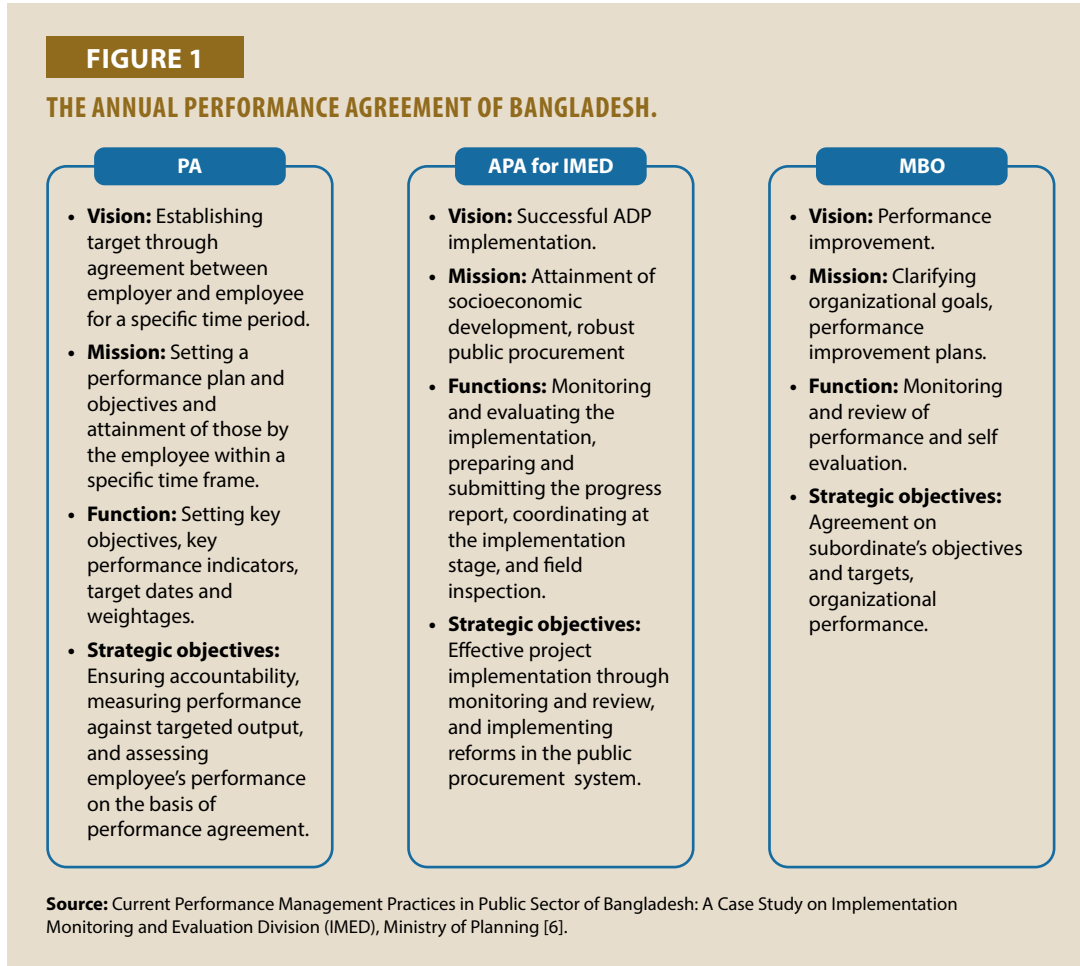 FIGURE 1
THE ANNUAL PERFORMANCE AGREEMENT OF BANGLADESH.
PA
• Vision: Establishing
target through
agreement between
employer and employee
for a specific time period.
• Mission: Setting a
performance plan and
objectives and
attainment of those by
the employee within a
specific time frame.
• Function: Setting key
objectives, key
performance indicators,
target dates and
weightages.
• Strategic objectives:
Ensuring accountability,
measuring performance
against targeted output,
and assessing
employee’s performance
on the basis of
performance agreement.
APA for IMED
• Vision: Successful ADP
implementation.
• Mission: Attainment of
socioeconomic
development, robust
public procurement
• Functions: Monitoring
and evaluating the
implementation,
preparing and
submitting the progress
report, coordinating at
the implementation
stage, and field
inspection.
• Strategic objectives:
Effective project
implementation through
monitoring and review,
and implementing
reforms in the public
procurement system.
MBO
• Vision: Performance
improvement.
• Mission: Clarifying
organizational goals,
performance
improvement plans.
• Function: Monitoring
and review of
performance and self
evaluation.
• Strategic objectives:
Agreement on
subordinate’s objectives
and targets,
organizational
performance.
Source: Current Performance Management Practices in Public Sector of Bangladesh: A Case Study on Implementation
Monitoring and Evaluation Division (IMED), Ministry of Planning [6].